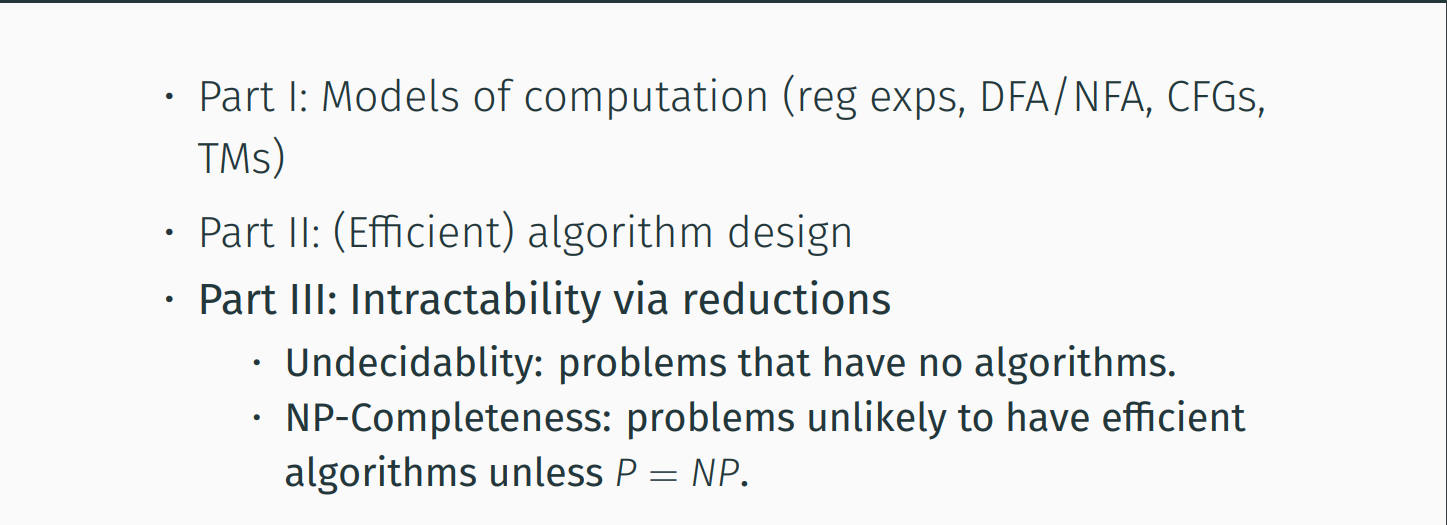 • Part I: Models of computation (reg exps, DFA/NFA, CFGs,
TMs)
• Part II: (Efficient) algorithm design
• Part III: Intractability via reductions
• Undecidablity: problems that have no algorithms.
• NP-Completeness: problems unlikely to have efficient
algorithms unless P = NP.